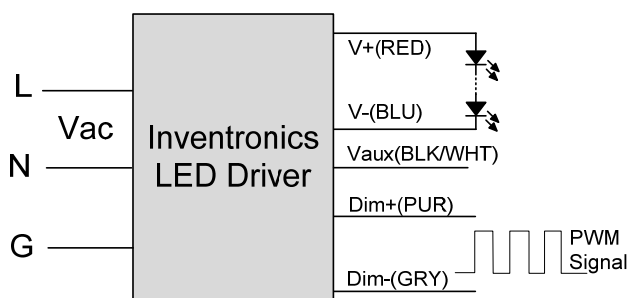 L
Vac
N
G
Inventronics
LED Driver
V+(RED)
V-(BLU)
Vaux(BLK/WHT)
Dim+(PUR)
Dim-(GRY)
PWM
Signal